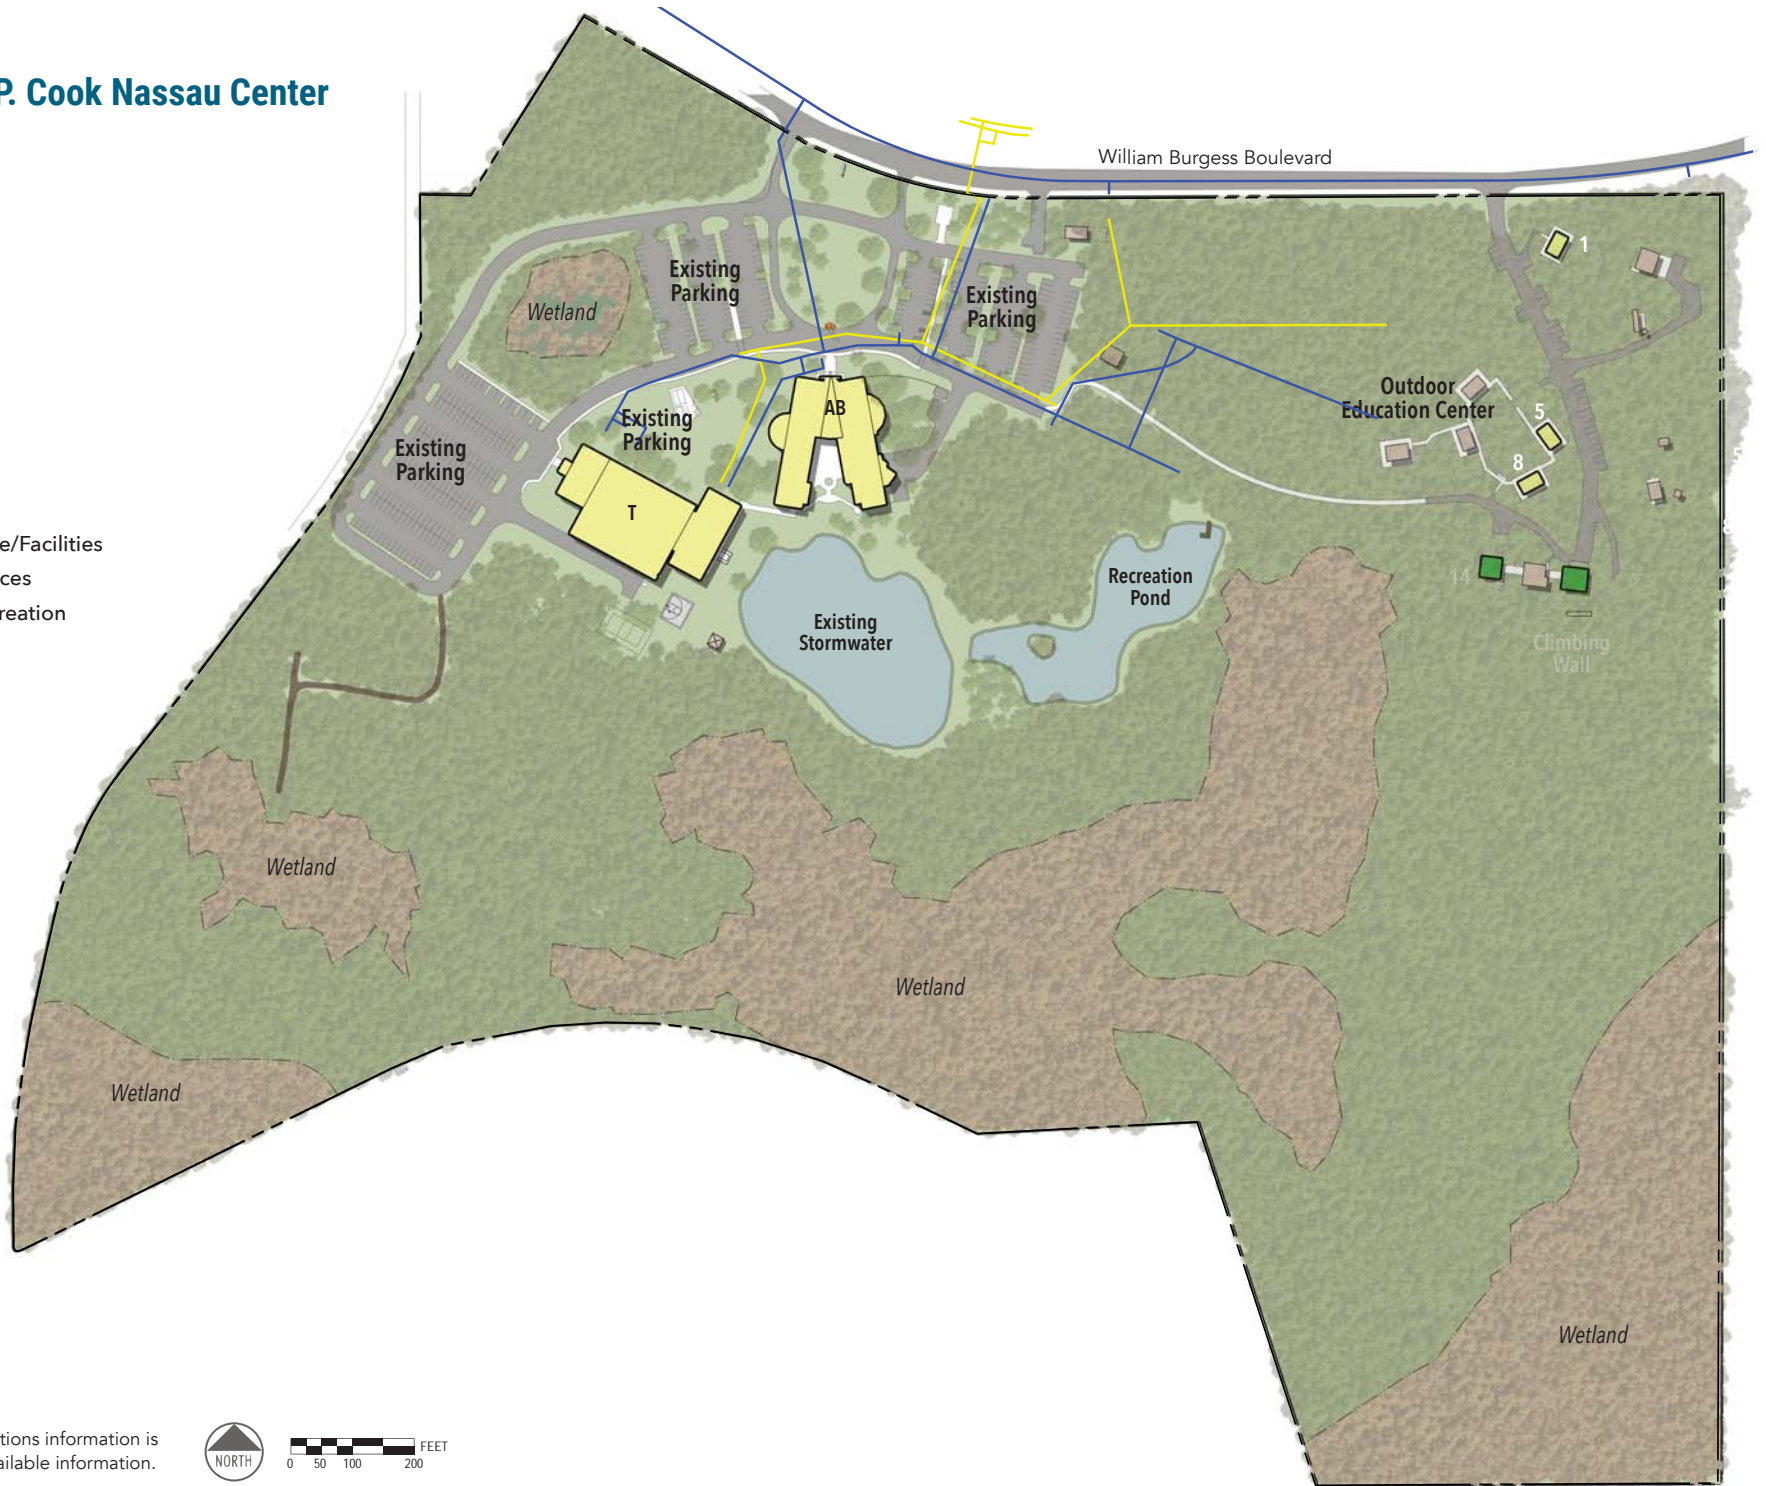 P. Cook Nassau Center
William Burgess Boulevard
1
Existing
Parking
Existing
Parking
Wetland
Outdoor
Education Center
AB
5
Existing
Parking
Existing
Parking
8
T
e/Facilities
ces
reation
Recreation
Pond
14
Existing
Stormwater
Climbing
Wall
Wetland
Wetland
Wetland
Wetland
tions information is
ailable information.
NORTH
FEET
0 50 100 200